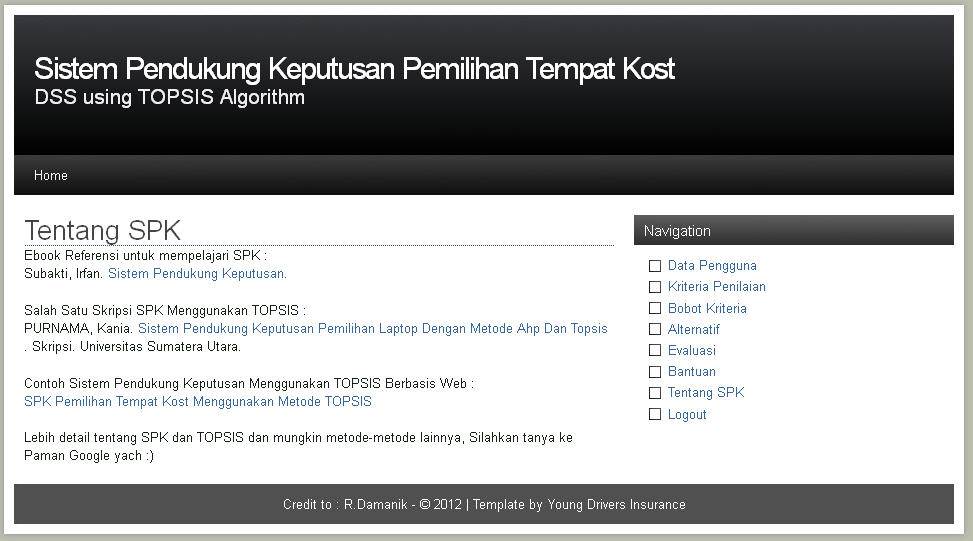 Sistem Pendukung Keputusan Pemilihan Tempat Kost
DSS using TOPSIS Algorithm
Home
Tentang SPK
Ebook Referensi untuk mempelajari SPK :
Subakti, Irfan. Sistem Pendukung Keputusan.
Salah Satu Skripsi SPK Menggunakan TOPSIS :
PURNAMA, Kania. Sistem Pendukung Keputusan Pemilihan Laptop Dengan Metode Ahp Dan Topsis
. Skripsi. Universitas Sumatera Utara.
Contoh Sistem Pendukung Keputusan Menggunakan TOPSIS Berbasis Web :
SPK Pemilihan Tempat Kost Menggunakan Metode TOPSIS
Lebih detail tentang SPK dan TOPSIS dan mungkin metode-metode lainnya, Silahkan tanya ke
Paman Google yach :)
Navigation
Data Pengguna
Kriteria Penilaian
Bobot Kriteria
Alternatif
Evaluasi
Bantuan
Tentang SPK
Logout
Credit to : R.Damanik - © 2012 | Template by Young Drivers Insurance